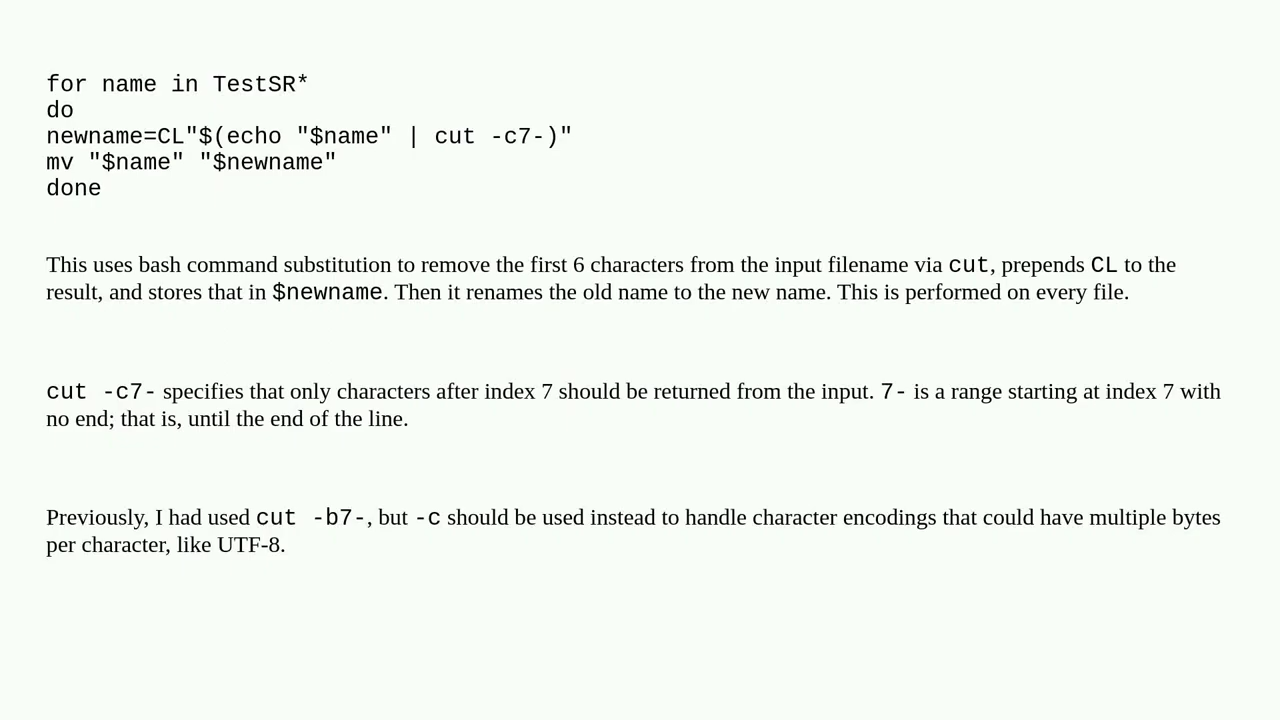 for name in TestSR*
do
newname=CL"$(echo "$name" | cut -c7-)"
mv "$name" "$newname"
done
This uses bash command substitution to remove the first 6 characters from the input filename via cut, prepends CL to the
result, and stores that in $newname. Then it renames the old name to the new name. This is performed on every file.
cut -c7- specifies that only characters after index 7 should be returned from the input. 7- is a range starting at index 7 with
no end; that is, until the end of the line.
Previously, I had used cut -b7-, but -c should be used instead to handle character encodings that could have multiple bytes
per character, like UTF-8.